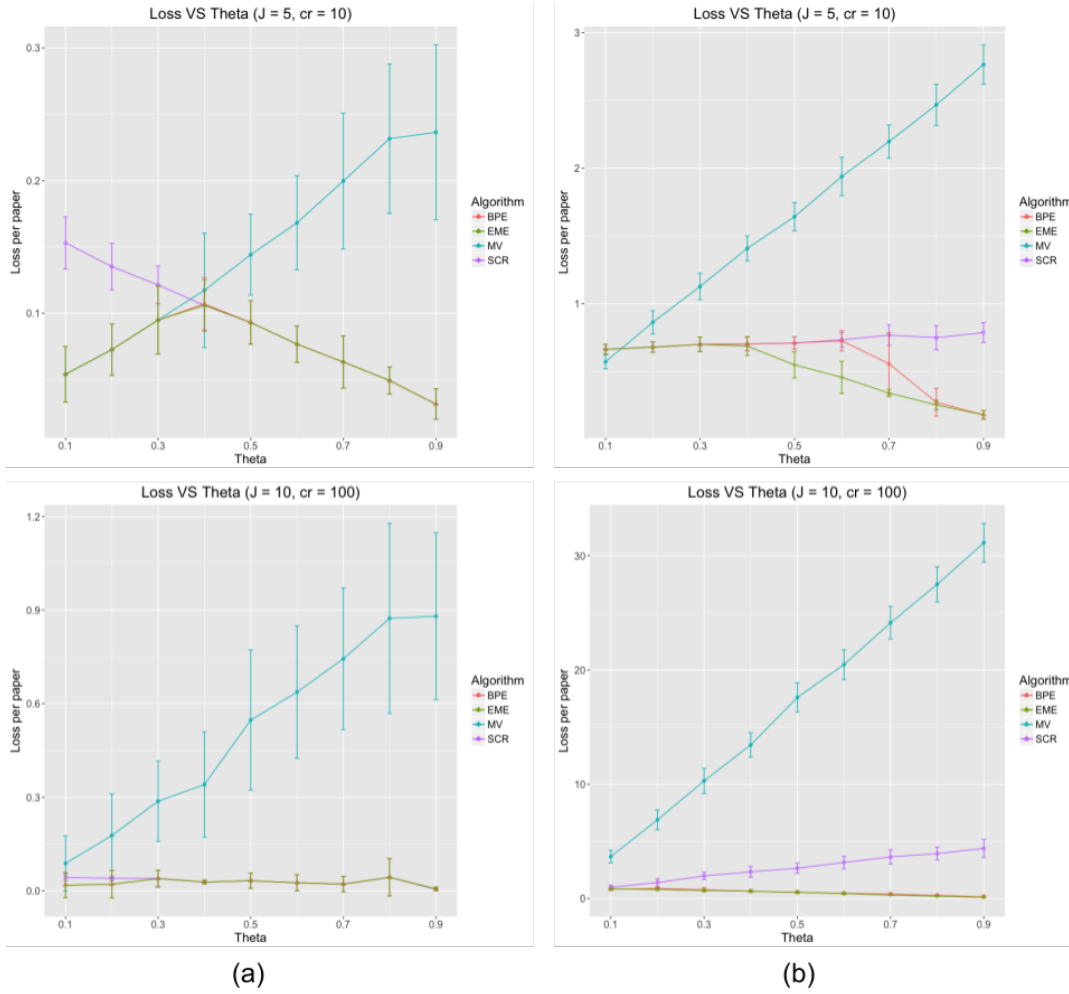 Loss VS Theta (J = 5, cr = 10)
Loss per paper
0.3
0.2
0.1
0.1 0.3 0.5 0.7 0.9
Theta
Algorithm
BPE
EME
MV
SCR
Loss VS Theta (J = 5, cr = 10)
Loss per paper
3
2
1
0.1 0.3 0.5 0.7 0.9
Theta
Algorithm
BPE
EME
MV
SCR
Loss VS Theta (J = 10, cr = 100)
Loss per paper
1.2
0.9
0.6
0.3
0.0
0.1 0.3 0.5 0.7 0.9
Theta
Algorithm
BPE
EME
MV
SCR
Loss VS Theta (J = 10, cr = 100)
Loss per paper
30
20
10
0
0.1 0.3 0.5 0.7 0.9
Theta
Algorithm
BPE
EME
MV
SCR
(a)
(b)